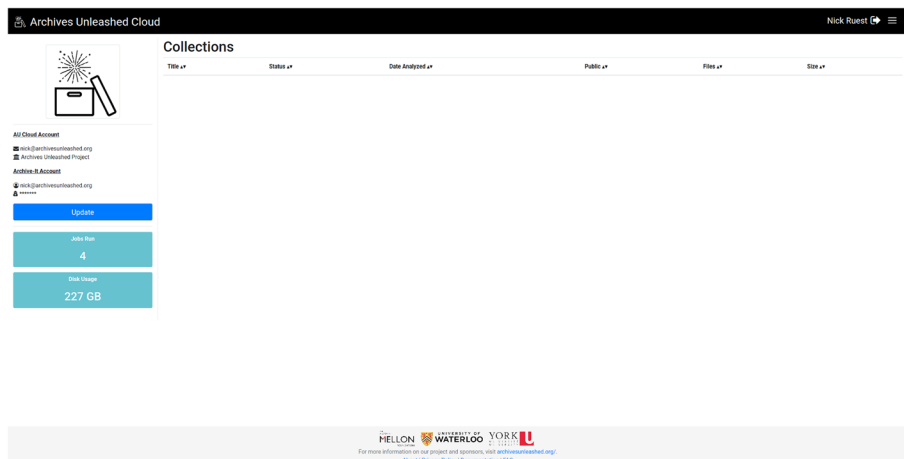 Archives Unleashed Cloud
Nick Ruest
Collections
Title Status Date Analyzed Public Files Size
AU Cloud Account
nick@archivesunleashed.org
Archives Unleashed Project
Archive-It Account
nick@archivesunleashed.org
*******
Update
Jobs Run
4
Disk Usage
227 GB
MELLON
UNIVERSITY OF
WATERLOO
YORK U
For more information on our project and sponsors, visit archivesunleashed.org/.